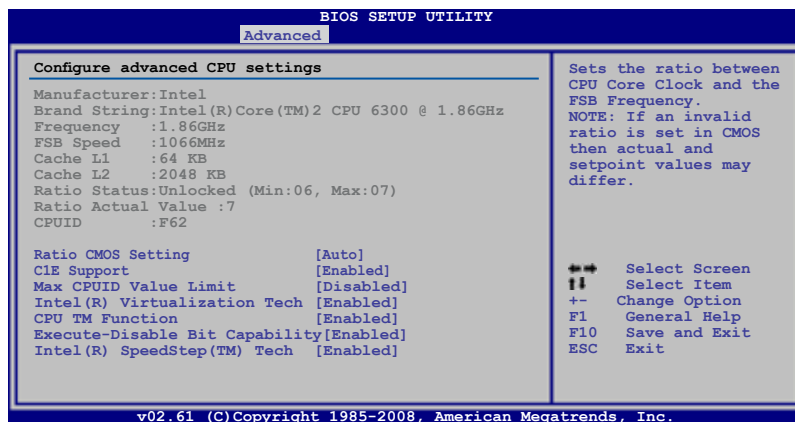 BIOS SETUP UTILITY
Advanced
Configure advanced CPU settings
Manufacturer:Intel
Brand String:Intel(R)Core(TM)2 CPU 6300 @ 1.86GHz
Frequency :1.86GHz
FSB Speed :1066MHz
Cache L1 :64 KB
Cache L2 :2048 KB
Ratio Status:Unlocked (Min:06, Max:07)
Ratio Actual Value :7
CPUID :F62
Ratio CMOS Setting [Auto]
C1E Support [Enabled]
Max CPUID Value Limit [Disabled]
Intel(R) Virtualization Tech [Enabled]
CPU TM Function [Enabled]
Execute-Disable Bit Capability[Enabled]
Intel(R) SpeedStep(TM) Tech [Enabled]
Sets the ratio between
CPU Core Clock and the
FSB Frequency.
NOTE: If an invalid
ratio is set in CMOS
then actual and
setpoint values may
differ.
←→ Select Screen
↑↓ Select Item
+- Change Option
F1 General Help
F10 Save and Exit
ESC Exit
v02.61 (C)Copyright 1985-2008, American Megatrends, Inc.